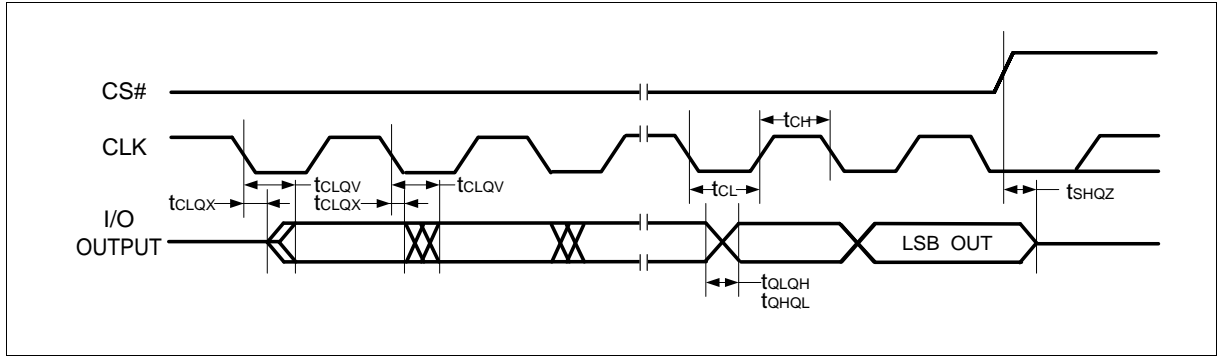 CS#
CLK
tCH
tCLQV
tCLQV
tCLQX
tCLQX
tCL
tSHQZ
I/O
OUTPUT
LSB OUT
tQLQH
tQHQL